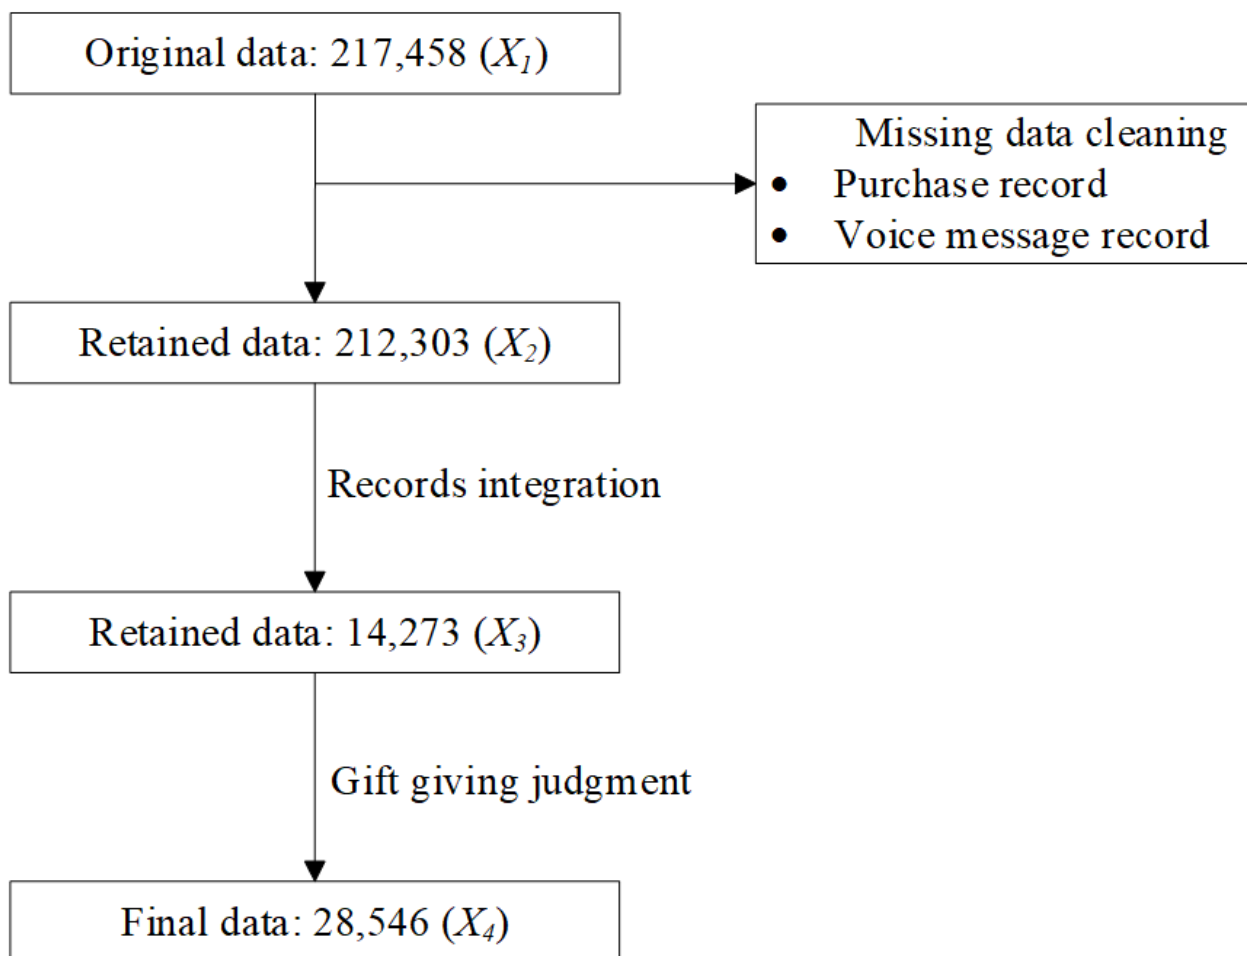 Original data: 217,458 (X₁)
Missing data cleaning
• Purchase record
• Voice message record
Retained data: 212,303 (X₂)
Records integration
Retained data: 14,273 (X₃)
Gift giving judgment
Final data: 28,546 (X₄)